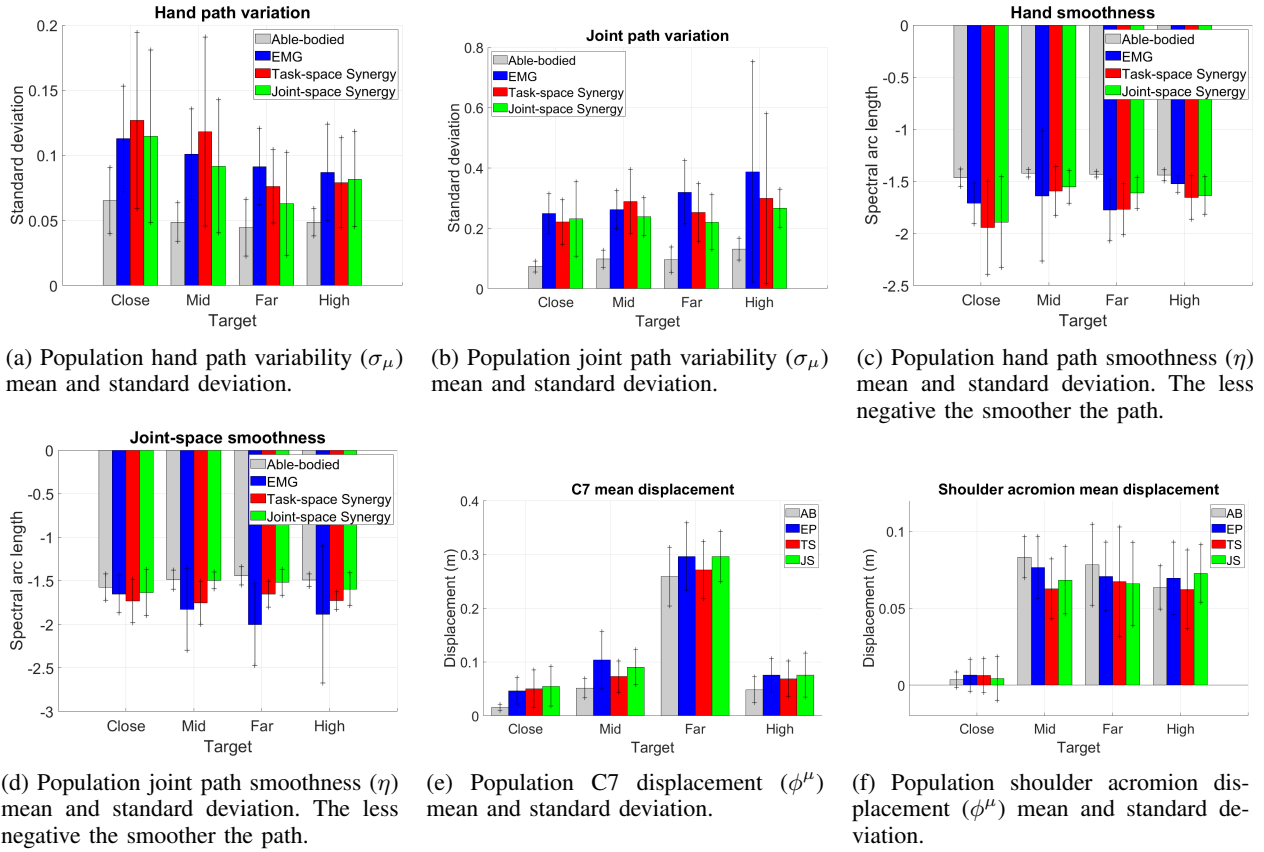 Hand path variation
Standard deviation
0.2
0.15
0.1
0.05
0
Able-bodied
EMG
Task-space Synergy
Joint-space Synergy
Close Mid Far High
Target
(a) Population hand path variability (σμ)
mean and standard deviation.
Joint path variation
Standard deviation
0.8
0.6
0.4
0.2
0
Able-bodied
EMG
Task-space Synergy
Joint-space Synergy
Close Mid Far High
Target
(b) Population joint path variability (σμ)
mean and standard deviation.
Hand smoothness
Spectral arc length
0
-0.5
-1
-1.5
-2
-2.5
Able-bodied
EMG
Task-space Synergy
Joint-space Synergy
Close Mid Far High
Target
(c) Population hand path smoothness (η)
mean and standard deviation. The less
negative the smoother the path.
Joint-space smoothness
Spectral arc length
0
-0.5
-1
-1.5
-2
-2.5
-3
Able-bodied
EMG
Task-space Synergy
Joint-space Synergy
Close Mid Far High
Target
(d) Population joint path smoothness (η)
mean and standard deviation. The less
negative the smoother the path.
C7 mean displacement
Displacement (m)
0.4
0.3
0.2
0.1
0
AB
EP
TS
JS
Close Mid Far High
Target
(e) Population C7 displacement (ϕμ)
mean and standard deviation.
Shoulder acromion mean displacement
Displacement (m)
0.1
0.05
0
AB
EP
TS
JS
Close Mid Far High
Target
(f) Population shoulder acromion dis-
placement (ϕμ) mean and standard de-
viation.